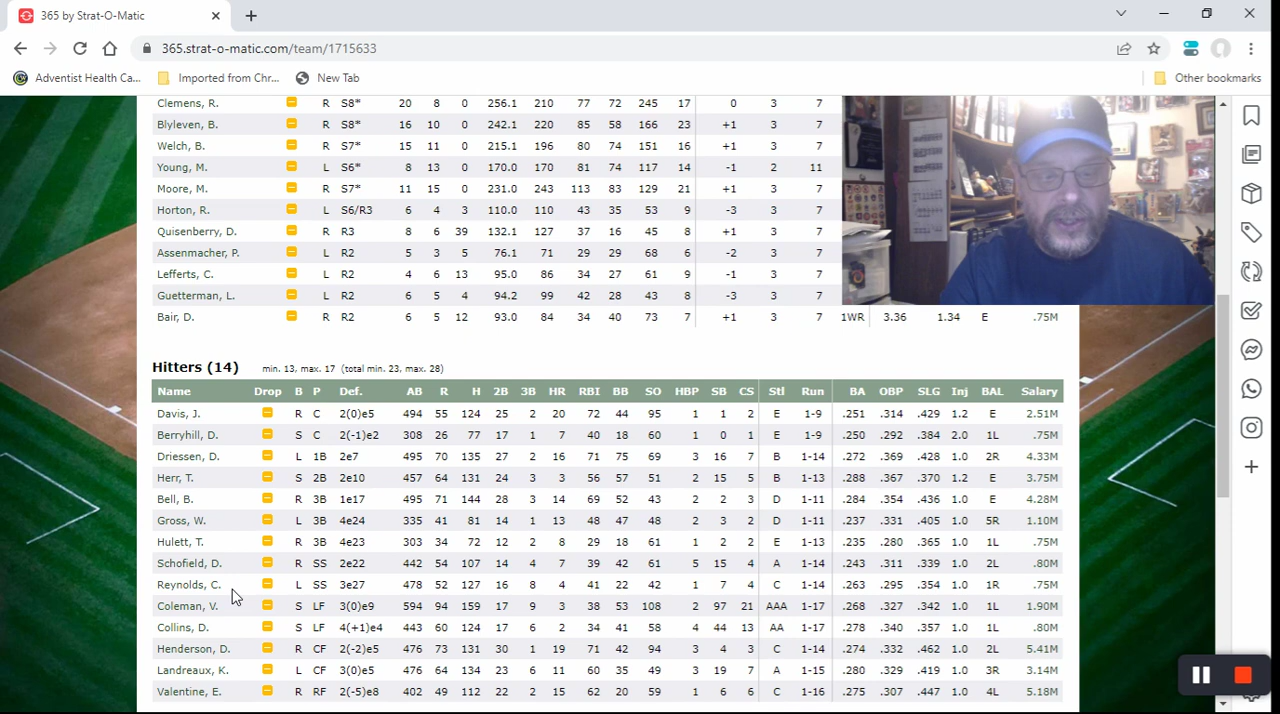 365 by Strat-O-Matic
365.strat-o-matic.com/team/1715633
Adventist Health Ca... Imported from Chr... New Tab Other bookmarks
Clemens, R. R S8* 20 8 0 256.1 210 77 72 245 17 0 3 7
Blyleven, B. R S8* 16 10 0 242.1 220 85 58 166 23 +1 3 7
Welch, B. R S7* 15 11 0 215.1 196 80 74 151 16 +1 3 7
Young, M. L S6* 8 13 0 170.0 177 81 74 117 14 -1 2 11
Moore, M. R S7* 11 15 0 231.0 243 113 83 129 21 +1 3 7
Horton, R. L S6/R3 6 4 3 110.0 110 43 35 53 9 -3 3 7
Quisenberry, D. R R3 8 6 39 132.1 127 37 16 45 8 +1 3 7
Assenmacher, P. L R2 5 3 5 76.1 71 29 29 68 6 -2 3 7
Lefferts, C. L R2 4 6 13 95.0 86 34 27 61 9 -1 3 7
Guetterman, L. L R2 6 5 4 94.2 99 42 28 43 8 -3 3 7
Bair, D. R R2 6 5 12 93.0 84 34 40 73 7 +1 3 7 1WR 3.36 1.34 E .75M
Hitters (14) min. 13, max. 17 (total min. 23, max. 28)
Name Drop B P Def. AB R H 2B 3B HR RBI BB SO HBP SB CS Stl Run BA OBP SLG Inj BAL Salary
Davis, J. R C 2(0)e5 494 55 124 25 2 20 72 44 95 1 1 2 E 1-9 .251 .314 .429 1.2 E 2.51M
Berryhill, D. S C 2(-1)e2 308 26 77 17 1 7 40 18 60 1 0 1 E 1-9 .250 .292 .384 2.0 1L .75M
Driessen, D. L 1B 2e7 495 70 135 27 2 16 71 75 69 3 16 7 B 1-14 .272 .369 .428 1.0 2R 4.33M
Herr, T. S 2B 2e10 457 64 131 24 3 3 56 57 51 2 15 5 B 1-13 .288 .367 .370 1.2 E 3.75M
Bell, B. R 3B 1e17 495 71 144 28 3 14 69 52 43 2 2 3 D 1-11 .284 .354 .436 1.0 E 4.28M
Gross, W. L 3B 4e24 335 41 81 14 1 13 48 47 48 2 3 2 D 1-11 .237 .331 .405 1.0 5R 1.10M
Hulett, T. R 3B 4e23 303 34 72 12 2 8 29 18 61 1 2 2 E 1-13 .235 .280 .365 1.0 1L .75M
Schofield, D. R SS 2e22 442 54 107 14 4 7 39 42 61 5 15 4 A 1-14 .243 .311 .339 1.0 2L .80M
Reynolds, C. L SS 3e27 478 52 127 16 8 4 41 22 42 1 7 4 C 1-14 .263 .295 .354 1.0 1R .75M
Coleman, V. S LF 3(0)e9 594 94 159 17 9 3 38 53 108 2 97 21 AAA 1-17 .268 .327 .342 1.0 1L 1.90M
Collins, D. S LF 4(+1)e4 443 60 124 17 6 2 34 41 58 4 44 13 AA 1-17 .278 .340 .357 1.0 1L .80M
Henderson, D. R CF 2(-2)e5 476 73 131 30 1 19 71 42 94 3 4 3 C 1-14 .274 .332 .462 1.0 2L 5.41M
Landreaux, K. L CF 3(0)e5 476 64 134 23 6 10 60 35 49 3 19 7 A 1-15 .280 .329 .419 1.0 3R 3.14M
Valentine, E. R RF 2(-5)e8 402 49 112 22 2 15 62 20 59 1 6 6 C 1-16 .275 .307 .447 1.0 4L 5.18M